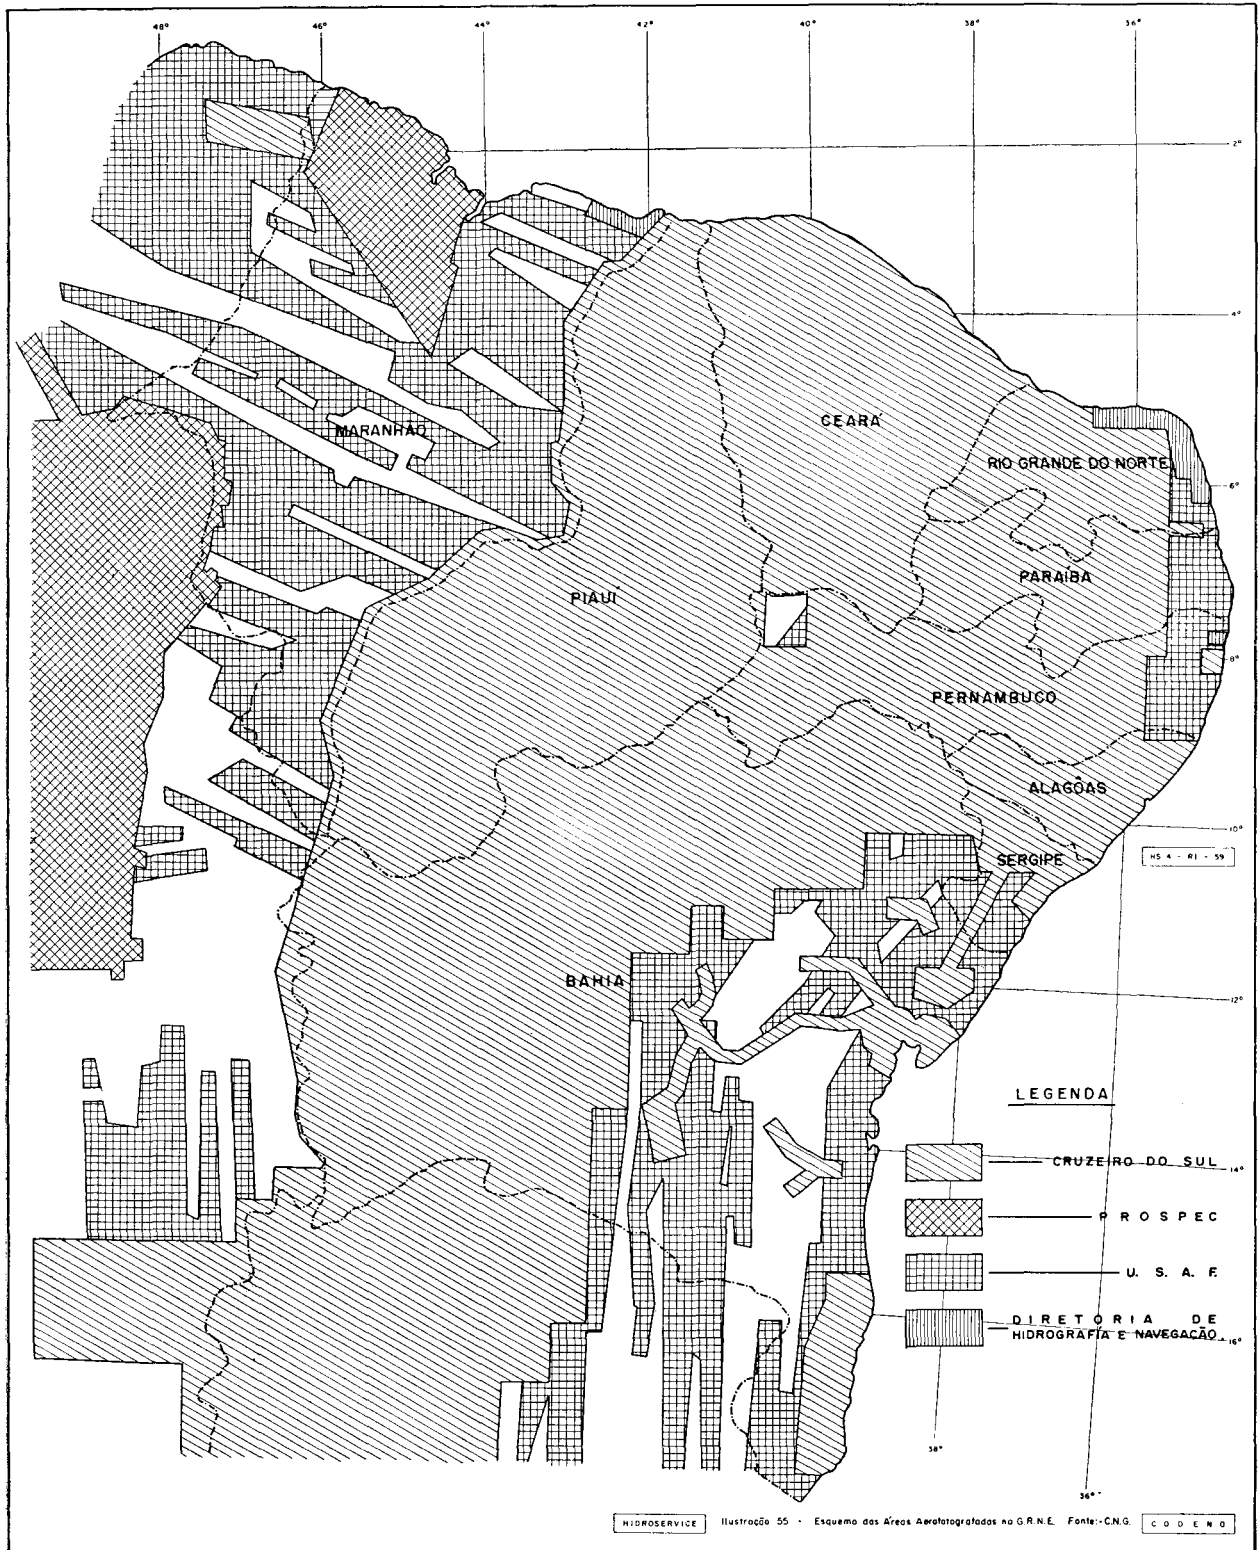 48° 46° 44° 42° 40° 38° 36°
2°
4°
CEARÁ
MARANHÃO
RIO GRANDE DO NORTE
6°
PARAÍBA
PIAUÍ
8°
PERNAMBUCO
ALAGÔAS
10°
SERGIPE
HS 4 - R1 - 59
BAHIA
12°
LEGENDA
CRUZEIRO DO SUL
14°
PROSPEC
U. S. A. F.
DIRETORIA DE
HIDROGRAFIA E NAVEGAÇÃO
16°
38°
36°
HIDROSERVICE Ilustração 55 - Esquema das Áreas Aerofotografadas no G.R.N.E. Fonte:-C.N.G. CODENO